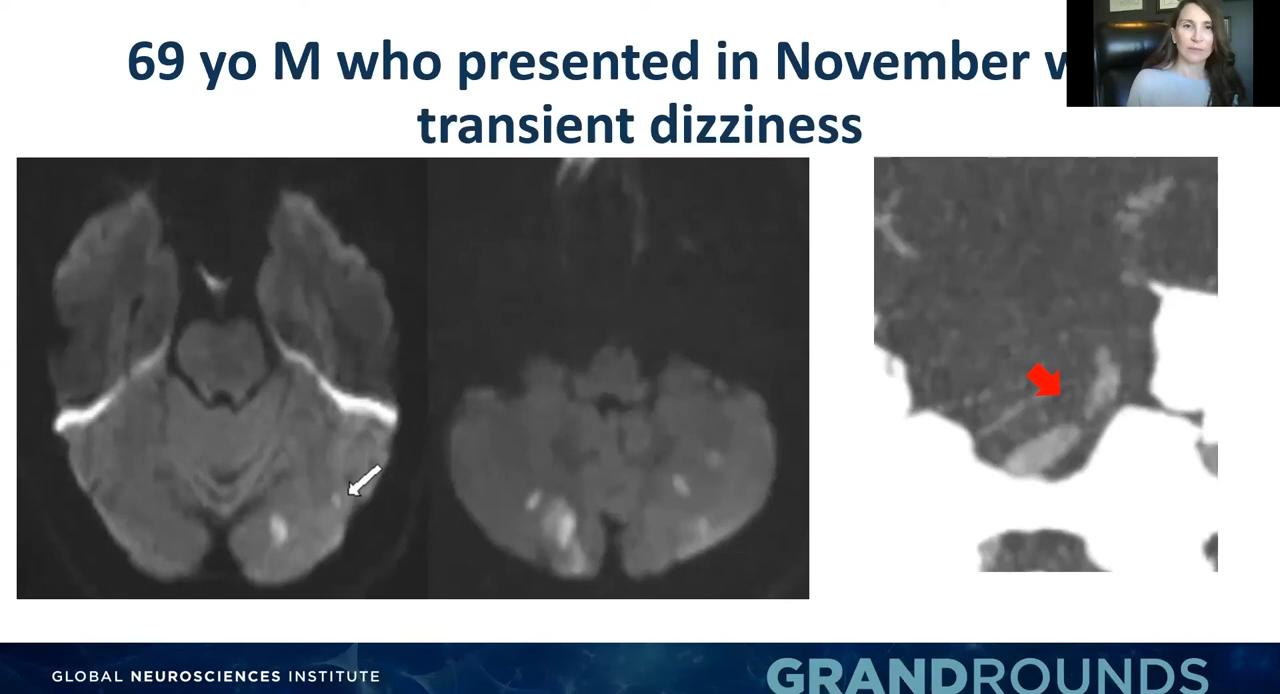 69 yo M who presented in November
transient dizziness
GLOBAL NEUROSCIENCES INSTITUTE
GRANDROUNDS